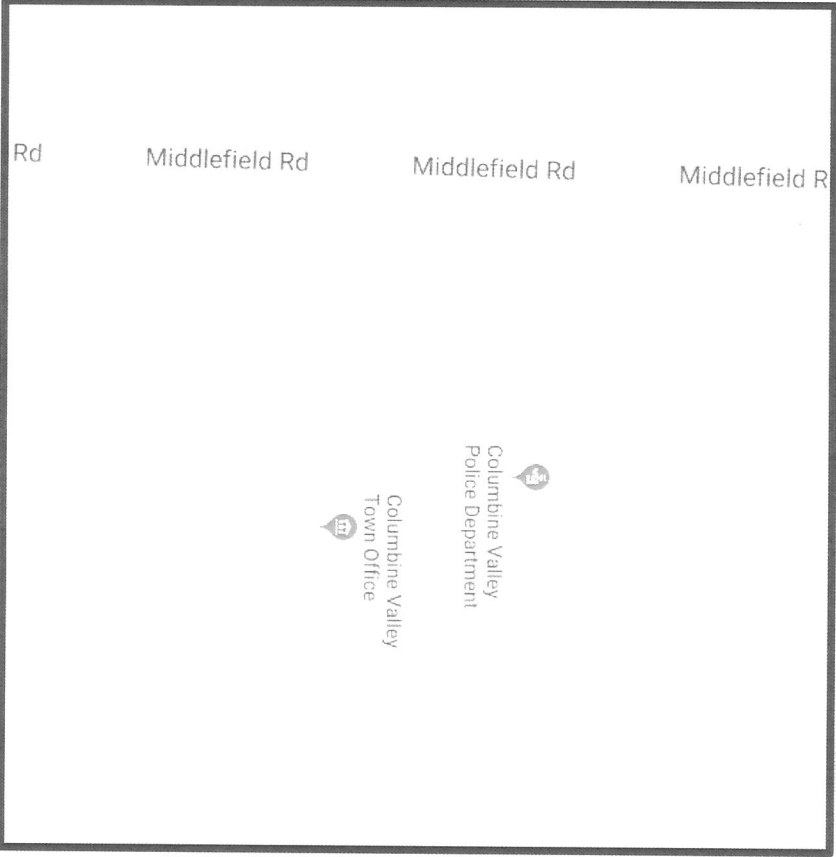 Rd
Middlefield Rd
Middlefield Rd
Middlefield R
Columbine Valley
Police Department
Columbine Valley
Town Office